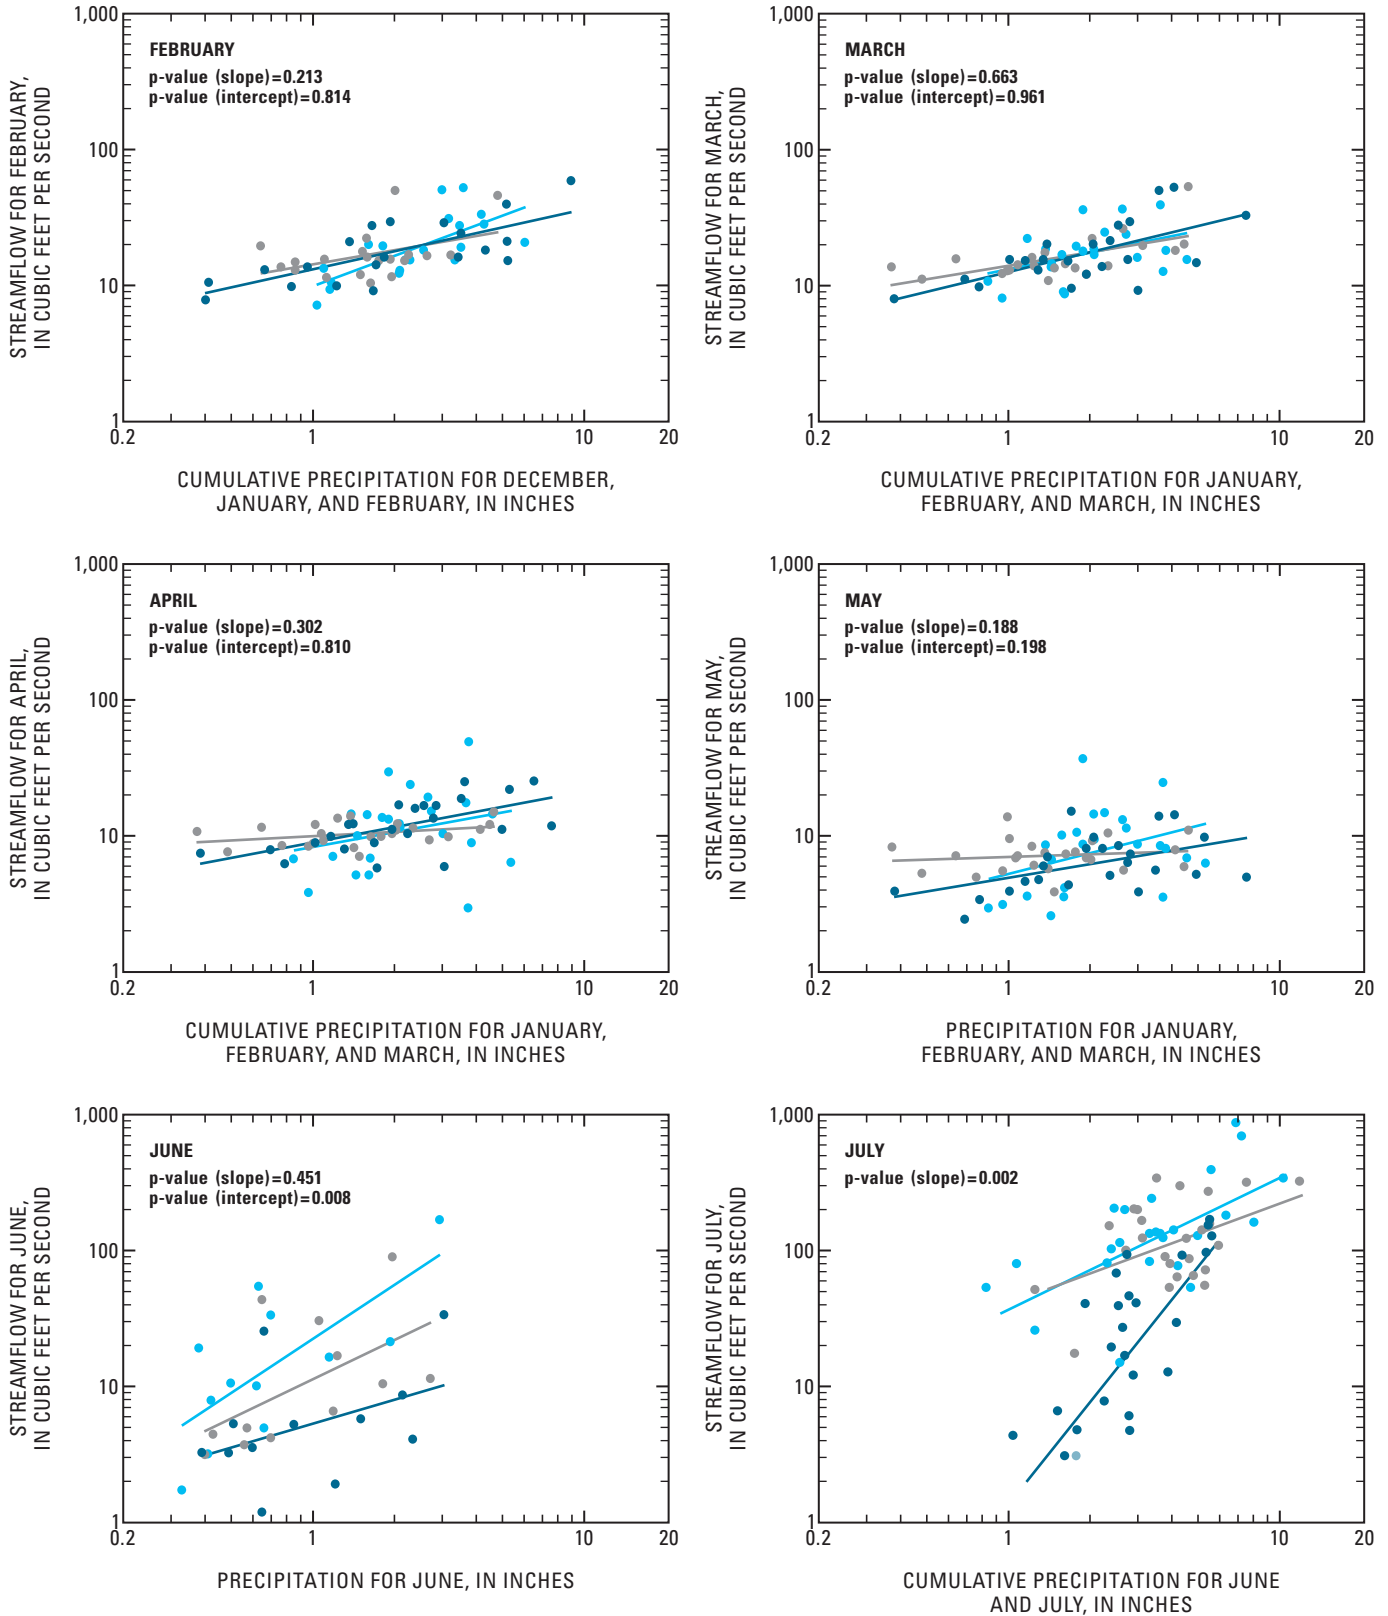 1,000
100
10
1
STREAMFLOW FOR FEBRUARY,
IN CUBIC FEET PER SECOND
FEBRUARY
p-value (slope)=0.213
p-value (intercept)=0.814
0.2 1 10 20
CUMULATIVE PRECIPITATION FOR DECEMBER,
JANUARY, AND FEBRUARY, IN INCHES
1,000
100
10
1
STREAMFLOW FOR MARCH,
IN CUBIC FEET PER SECOND
MARCH
p-value (slope)=0.663
p-value (intercept)=0.961
0.2 1 10 20
CUMULATIVE PRECIPITATION FOR JANUARY,
FEBRUARY, AND MARCH, IN INCHES
1,000
100
10
1
STREAMFLOW FOR APRIL,
IN CUBIC FEET PER SECOND
APRIL
p-value (slope)=0.302
p-value (intercept)=0.810
0.2 1 10 20
CUMULATIVE PRECIPITATION FOR JANUARY,
FEBRUARY, AND MARCH, IN INCHES
1,000
100
10
1
STREAMFLOW FOR MAY,
IN CUBIC FEET PER SECOND
MAY
p-value (slope)=0.188
p-value (intercept)=0.198
0.2 1 10 20
PRECIPITATION FOR JANUARY,
FEBRUARY, AND MARCH, IN INCHES
1,000
100
10
1
STREAMFLOW FOR JUNE,
IN CUBIC FEET PER SECOND
JUNE
p-value (slope)=0.451
p-value (intercept)=0.008
0.2 1 10 20
PRECIPITATION FOR JUNE, IN INCHES
1,000
100
10
1
STREAMFLOW FOR JULY,
IN CUBIC FEET PER SECOND
JULY
p-value (slope)=0.002
0.2 1 10 20
CUMULATIVE PRECIPITATION FOR JUNE
AND JULY, IN INCHES